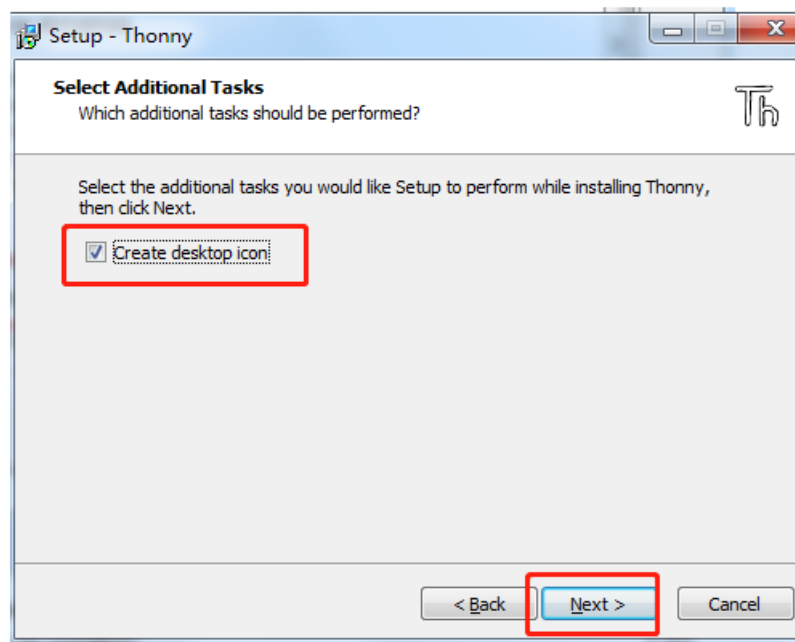 Setup - Thonny
Select Additional Tasks
Which additional tasks should be performed?
Th
Select the additional tasks you would like Setup to perform while installing Thonny,
then click Next.
Create desktop icon
< Back
Next >
Cancel